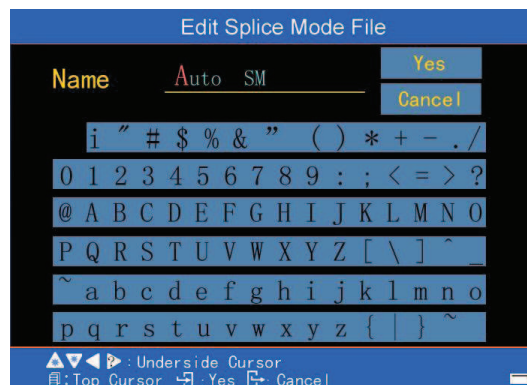 Edit Splice Mode File
Name Auto SM Yes
Cancel
i ″ # $ % & ” ( ) * + − . /
0 1 2 3 4 5 6 7 8 9 : ; < = > ?
@ A B C D E F G H I J K L M N O
P Q R S T U V W X Y Z [ \ ] ^ _
~ a b c d e f g h i j k l m n o
p q r s t u v w x y z { | } ~
: Underside Cursor
: Top Cursor : Yes : Cancel